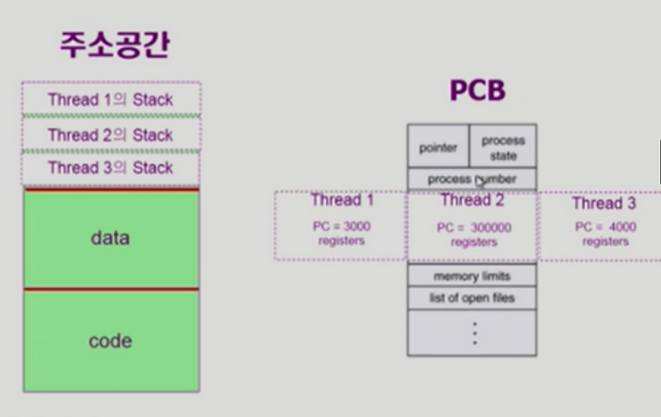 주소공간
Thread 1의 Stack
Thread 2의 Stack
Thread 3의 Stack
data
code
PCB
pointer
process
state
process number
Thread 1
PC = 3000
registers
Thread 2
PC = 300000
registers
Thread 3
PC = 4000
registers
memory limits
list of open files